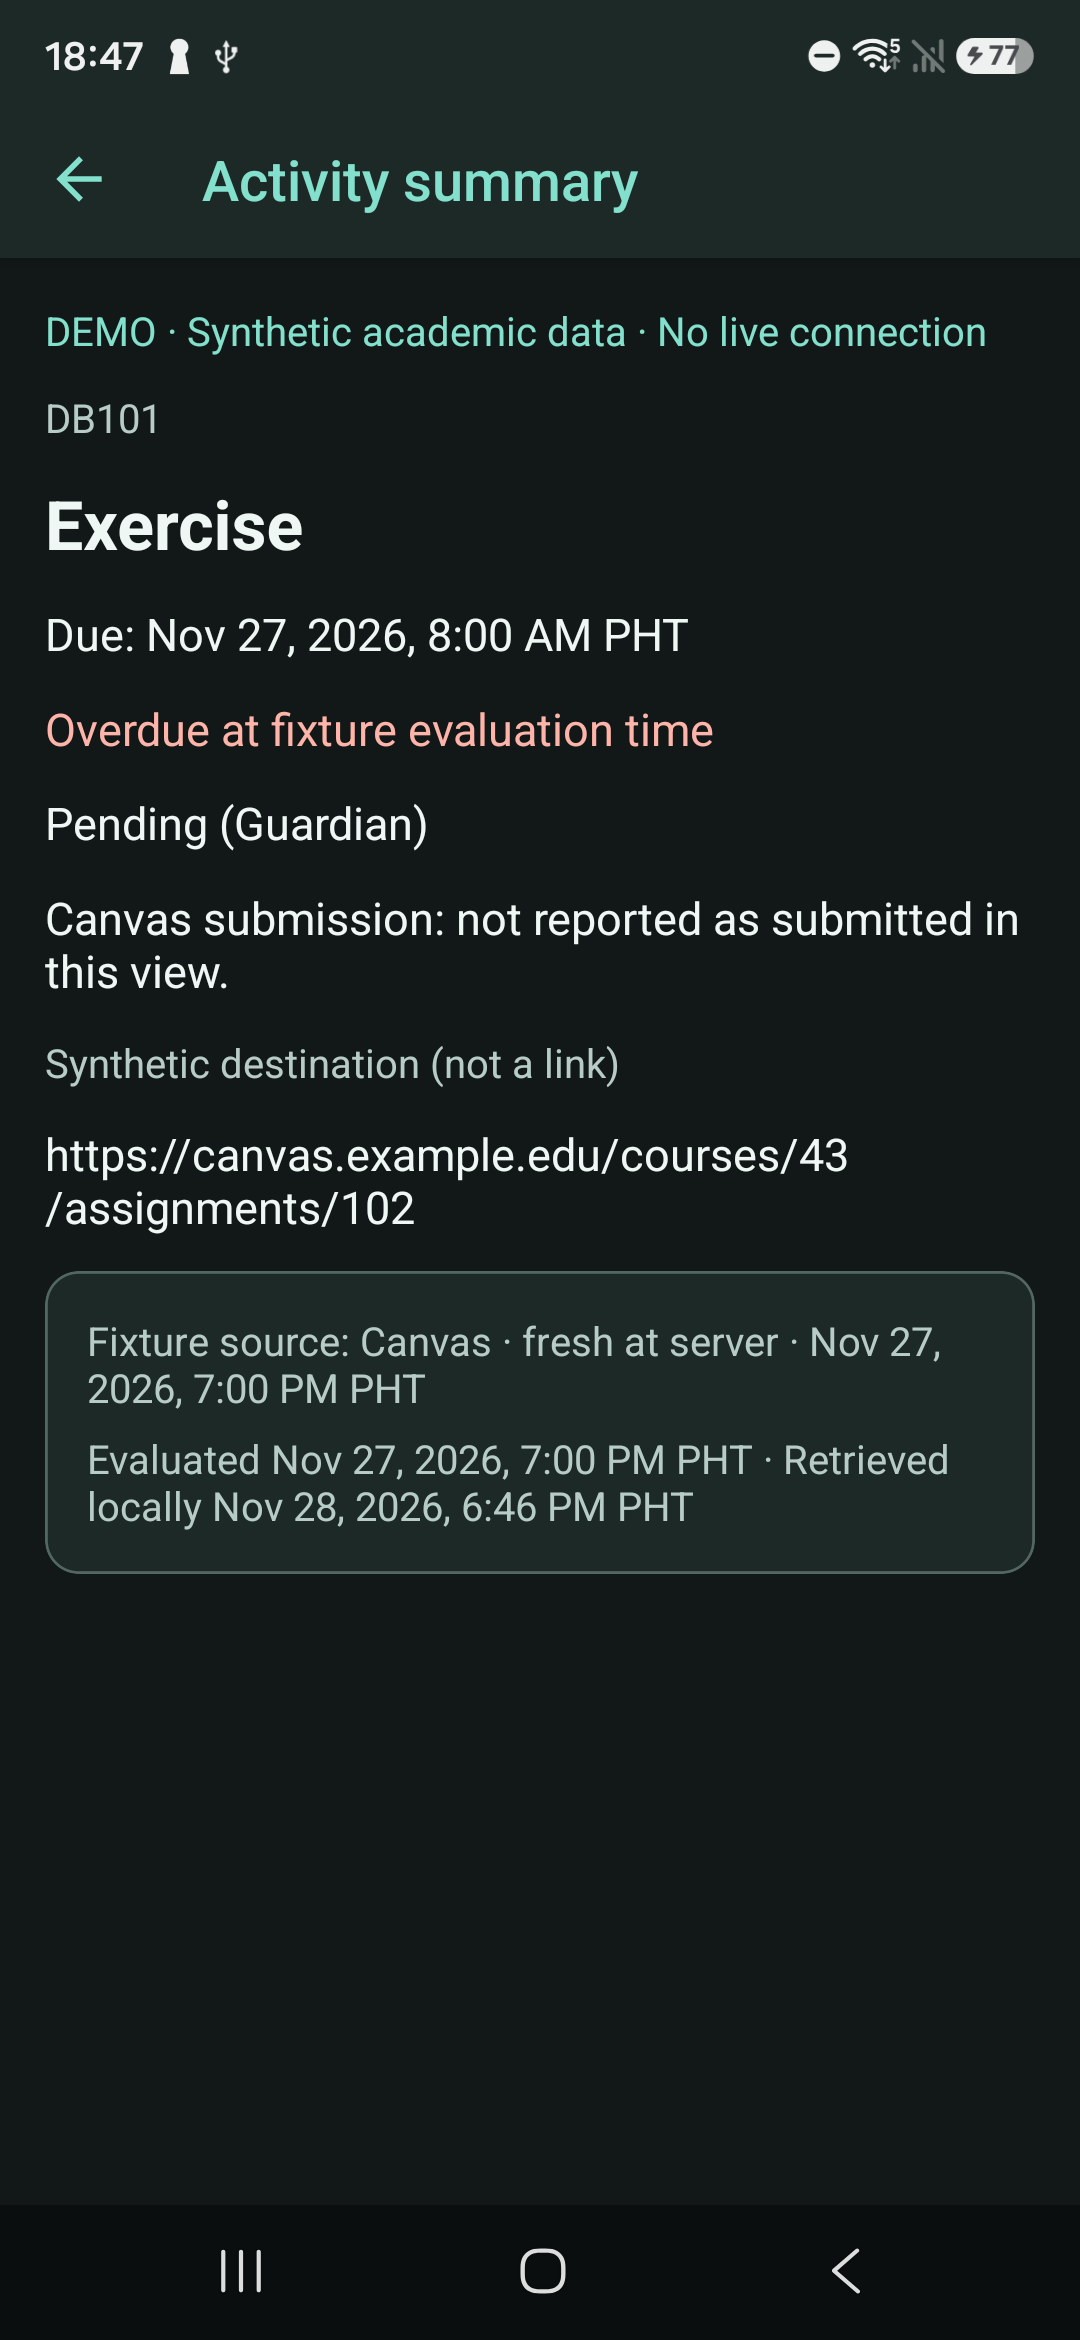 18:47
5
77
Activity summary
DEMO · Synthetic academic data · No live connection
DB101
Exercise
Due: Nov 27, 2026, 8:00 AM PHT
Overdue at fixture evaluation time
Pending (Guardian)
Canvas submission: not reported as submitted in
this view.
Synthetic destination (not a link)
https://canvas.example.edu/courses/43
/assignments/102
Fixture source: Canvas · fresh at server · Nov 27,
2026, 7:00 PM PHT
Evaluated Nov 27, 2026, 7:00 PM PHT · Retrieved
locally Nov 28, 2026, 6:46 PM PHT